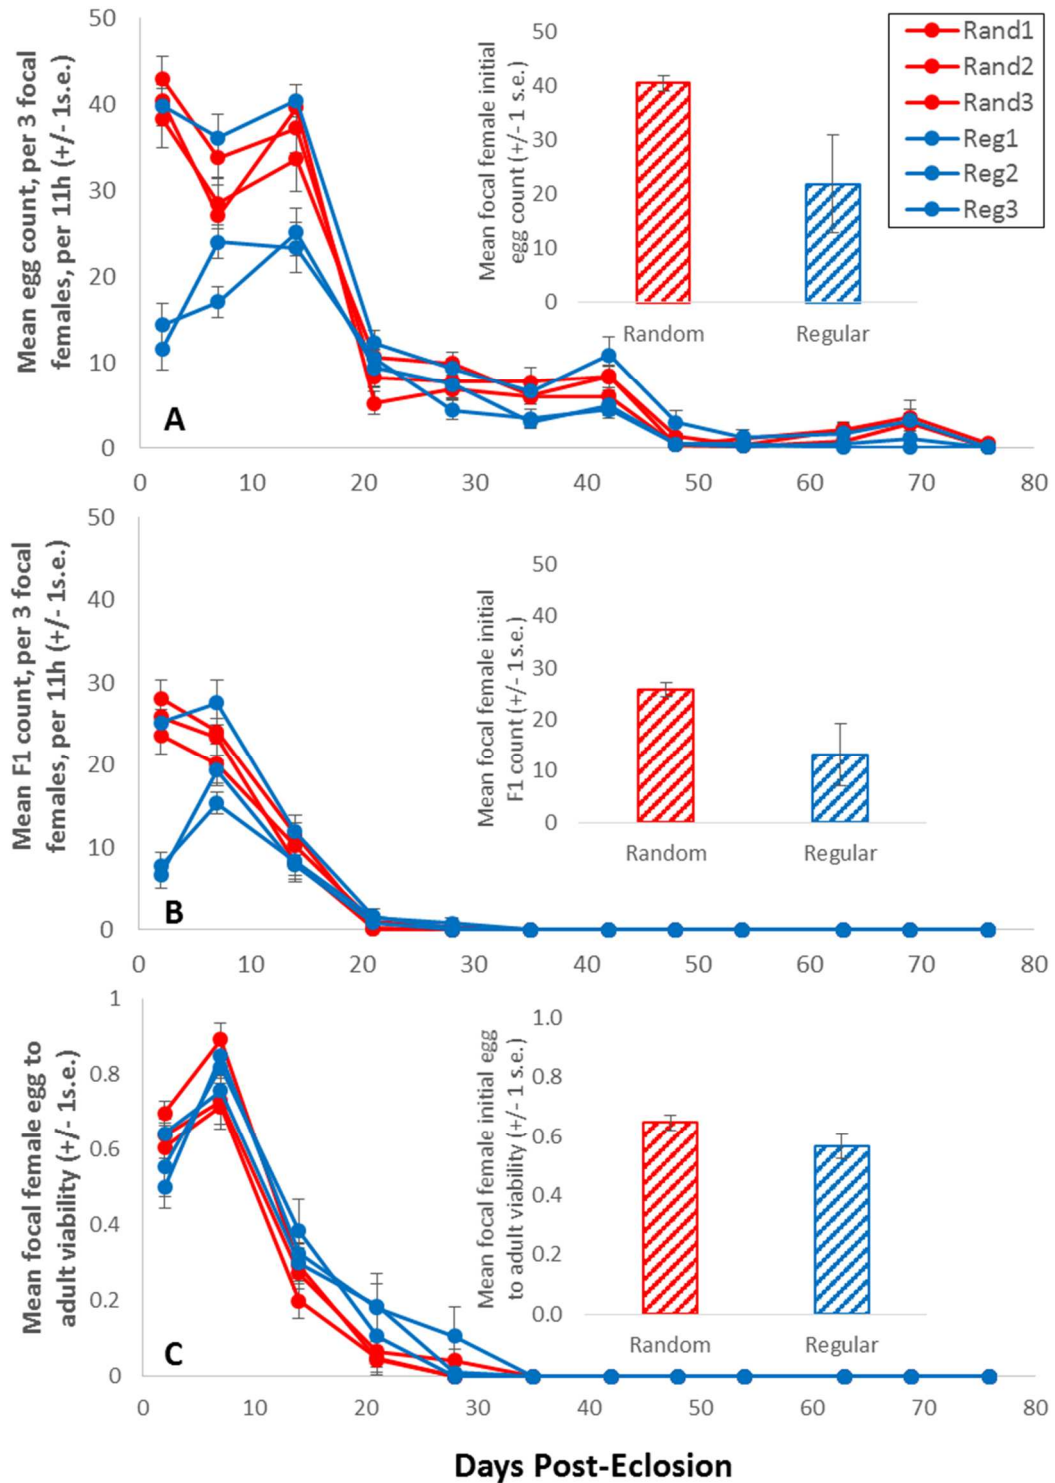 Mean egg count, per 3 focal
females, per 11h (+/- 1s.e.)
50
40
30
20
10
0
A
0 10 20 30 40 50 60 70 80
Mean focal female initial
egg count (+/- 1 s.e.)
50
40
30
20
10
0
Random Regular
Rand1
Rand2
Rand3
Reg1
Reg2
Reg3
Mean F1 count, per 3 focal
females, per 11h (+/- 1s.e.)
50
40
30
20
10
0
B
0 10 20 30 40 50 60 70 80
Mean focal female initial
F1 count (+/- 1 s.e.)
50
40
30
20
10
0
Random Regular
Mean focal female egg to
adult viability (+/- 1s.e.)
1
0.8
0.6
0.4
0.2
0
C
0 10 20 30 40 50 60 70 80
Mean focal female initial egg
to adult viability (+/- 1 s.e.)
1.0
0.8
0.6
0.4
0.2
0.0
Random Regular
Days Post-Eclosion